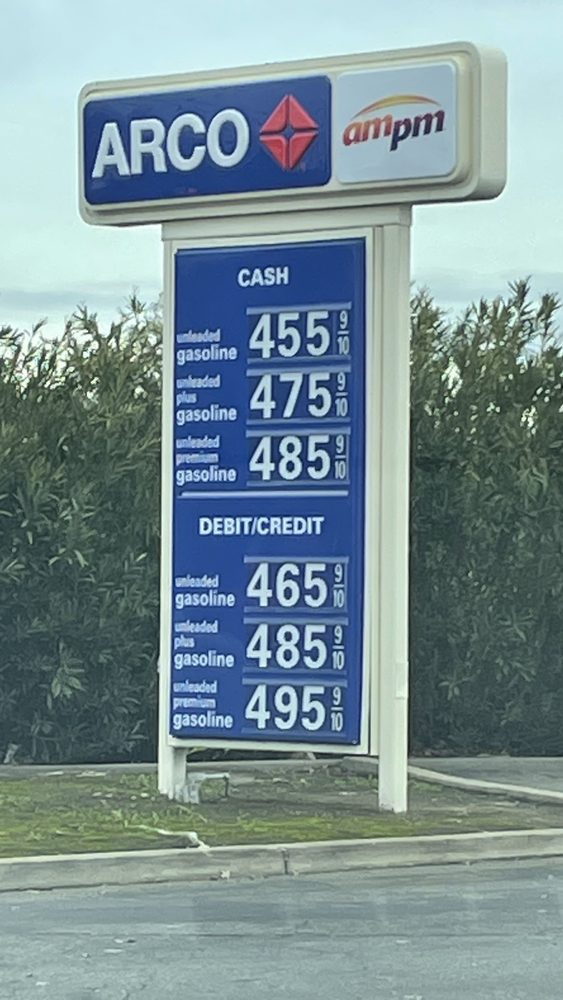 ARCO ampm
CASH
unleaded
gasoline 455 9/10
unleaded
plus
gasoline 475 9/10
unleaded
premium
gasoline 485 9/10
DEBIT/CREDIT
unleaded
gasoline 465 9/10
unleaded
plus
gasoline 485 9/10
unleaded
premium
gasoline 495 9/10